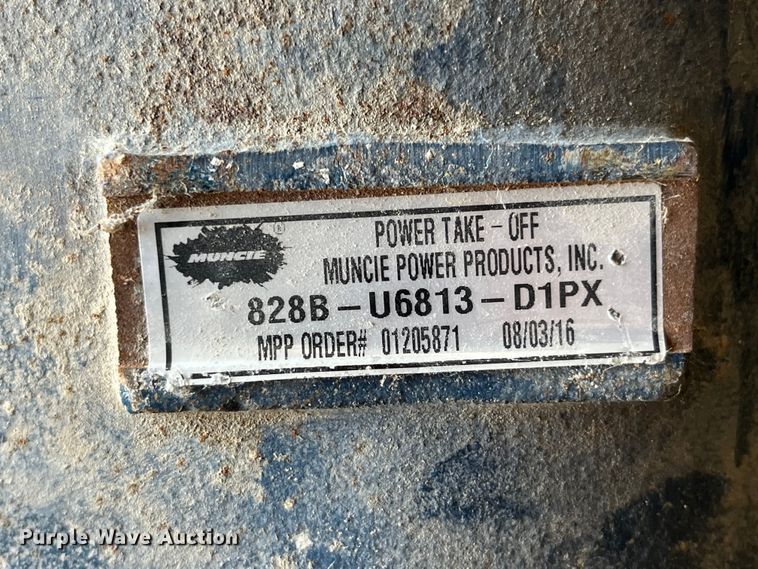 MUNCIE ®
POWER TAKE - OFF
MUNCIE POWER PRODUCTS, INC.
828B - U6813 - D1PX
MPP ORDER# 01205871 08/03/16
Purple Wave Auction